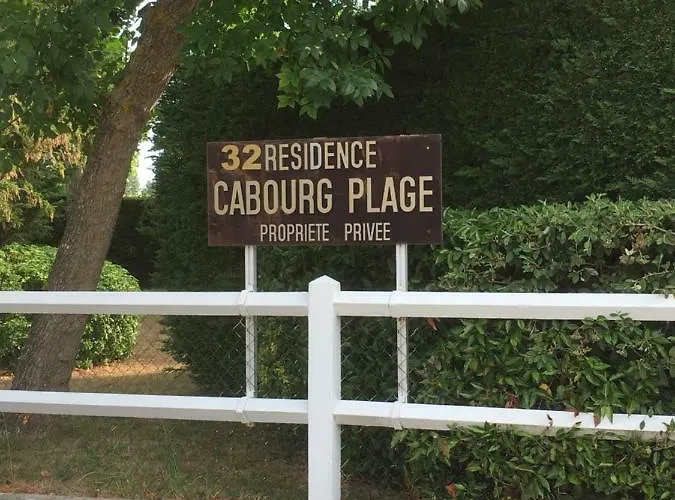 32 RESIDENCE
CABOURG PLAGE
PROPRIETE PRIVEE